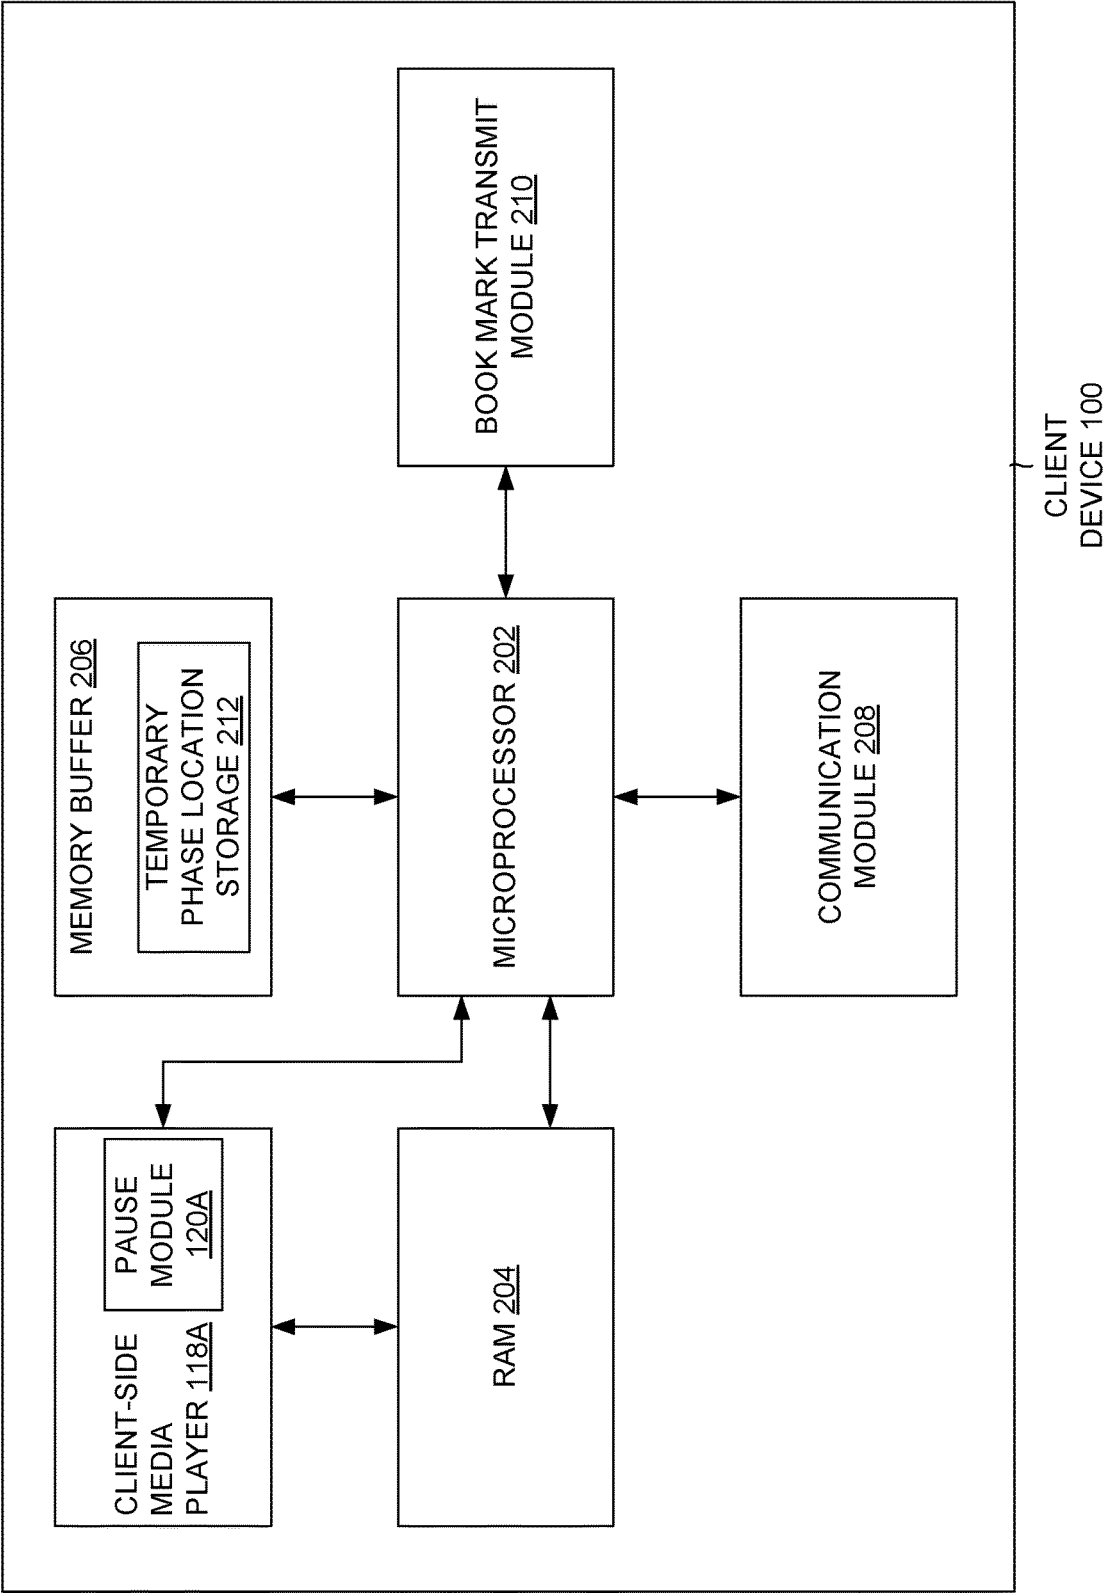 CLIENT-SIDE
MEDIA
PLAYER 118A
PAUSE
MODULE
120A
MEMORY BUFFER 206
TEMPORARY
PHASE LOCATION
STORAGE 212
RAM 204
MICROPROCESSOR 202
BOOK MARK TRANSMIT
MODULE 210
COMMUNICATION
MODULE 208
CLIENT
DEVICE 100